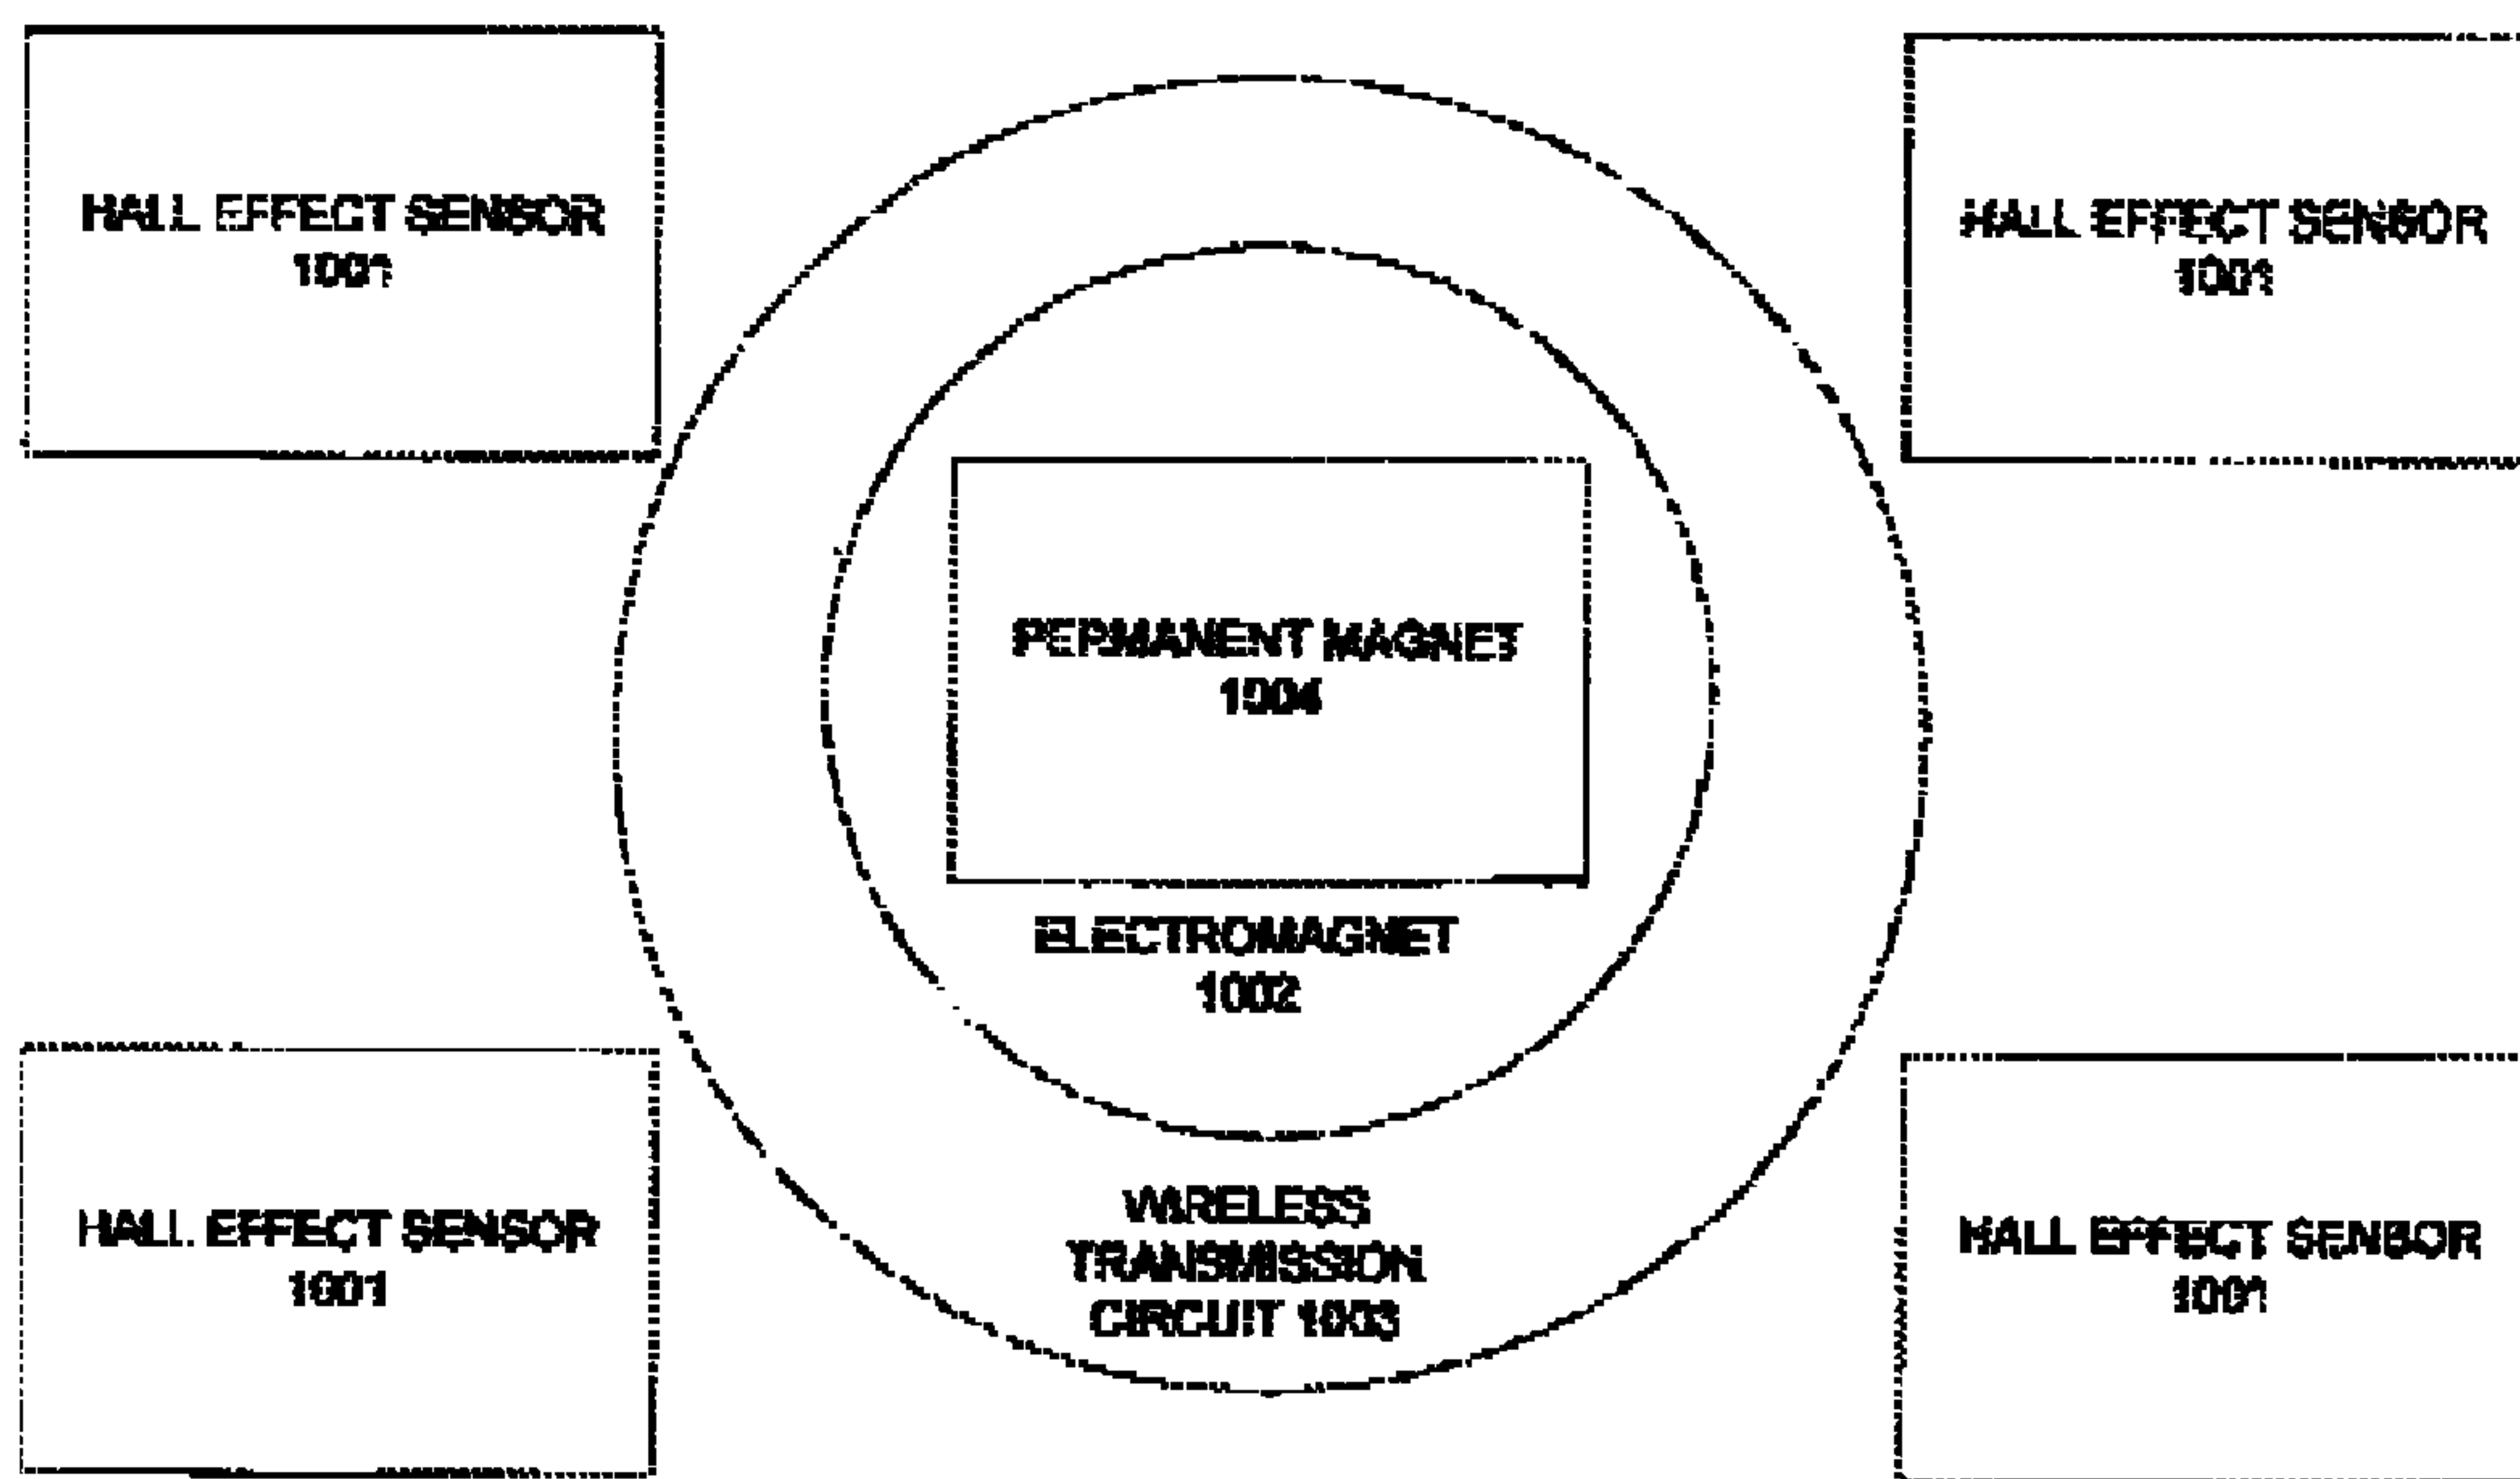 HALL EFFECT SENSOR
1001
HALL EFFECT SENSOR
1001
PERMANENT MAGNET
1004
ELECTROMAGNET
1002
HALL EFFECT SENSOR
1001
WIRELESS
TRANSMISSION
CIRCUIT 1003
HALL EFFECT SENSOR
1001